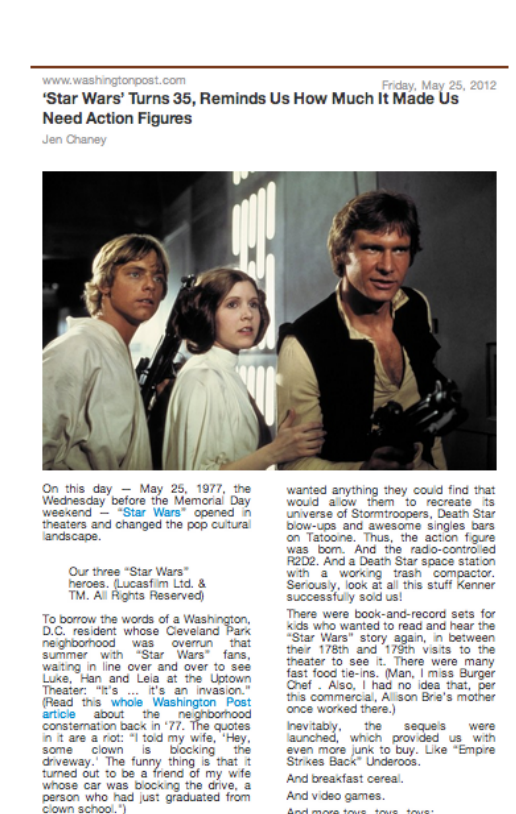 www.washingtonpost.com
Friday, May 25, 2012
‘Star Wars’ Turns 35, Reminds Us How Much It Made Us
Need Action Figures
Jen Chaney
On this day — May 25, 1977, the
Wednesday before the Memorial Day
weekend — “Star Wars” opened in
theaters and changed the pop cultural
landscape.
Our three “Star Wars”
heroes. (Lucasfilm Ltd. &
TM. All Rights Reserved)
To borrow the words of a Washington,
D.C. resident whose Cleveland Park
neighborhood was overrun that
summer with “Star Wars” fans,
waiting in line over and over to see
Luke, Han and Leia at the Uptown
Theater: “It’s ... it’s an invasion.”
(Read this whole Washington Post
article about the neighborhood
consternation back in ‘77. The quotes
in it are a riot: “I told my wife, ‘Hey,
some clown is blocking the
driveway.’ The funny thing is that it
turned out to be a friend of my wife
whose car was blocking the drive, a
person who had just graduated from
clown school.”)
wanted anything they could find that
would allow them to recreate its
universe of Stormtroopers, Death Star
blow-ups and awesome singles bars
on Tatooine. Thus, the action figure
was born. And the radio-controlled
R2D2. And a Death Star space station
with a working trash compactor.
Seriously, look at all this stuff Kenner
successfully sold us!
There were book-and-record sets for
kids who wanted to read and hear the
“Star Wars” story again, in between
their 178th and 179th visits to the
theater to see it. There were many
fast food tie-ins. (Man, I miss Burger
Chef . Also, I had no idea that, per
this commercial, Allison Brie’s mother
once worked there.)
Inevitably, the sequels were
launched, which provided us with
even more junk to buy. Like “Empire
Strikes Back” Underoos.
And breakfast cereal.
And video games.
And more toys, toys, toys: